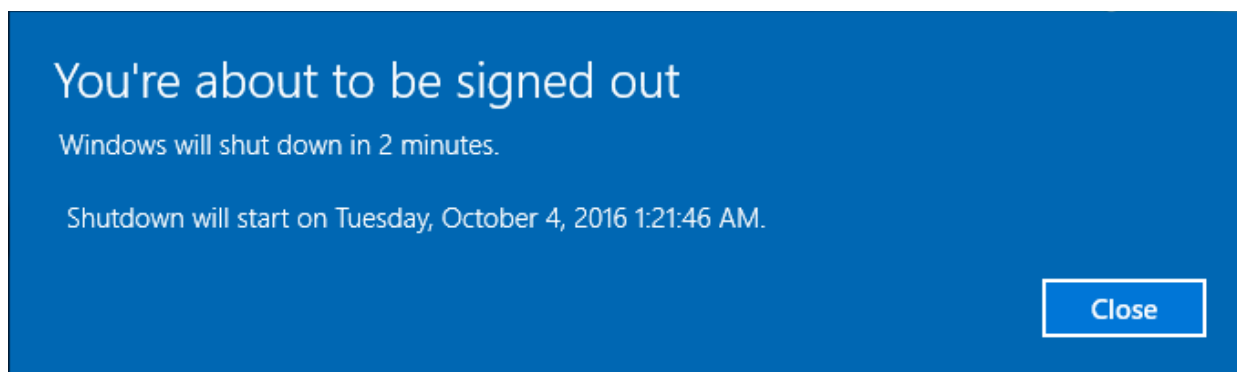 You're about to be signed out
Windows will shut down in 2 minutes.
Shutdown will start on Tuesday, October 4, 2016 1:21:46 AM.
Close